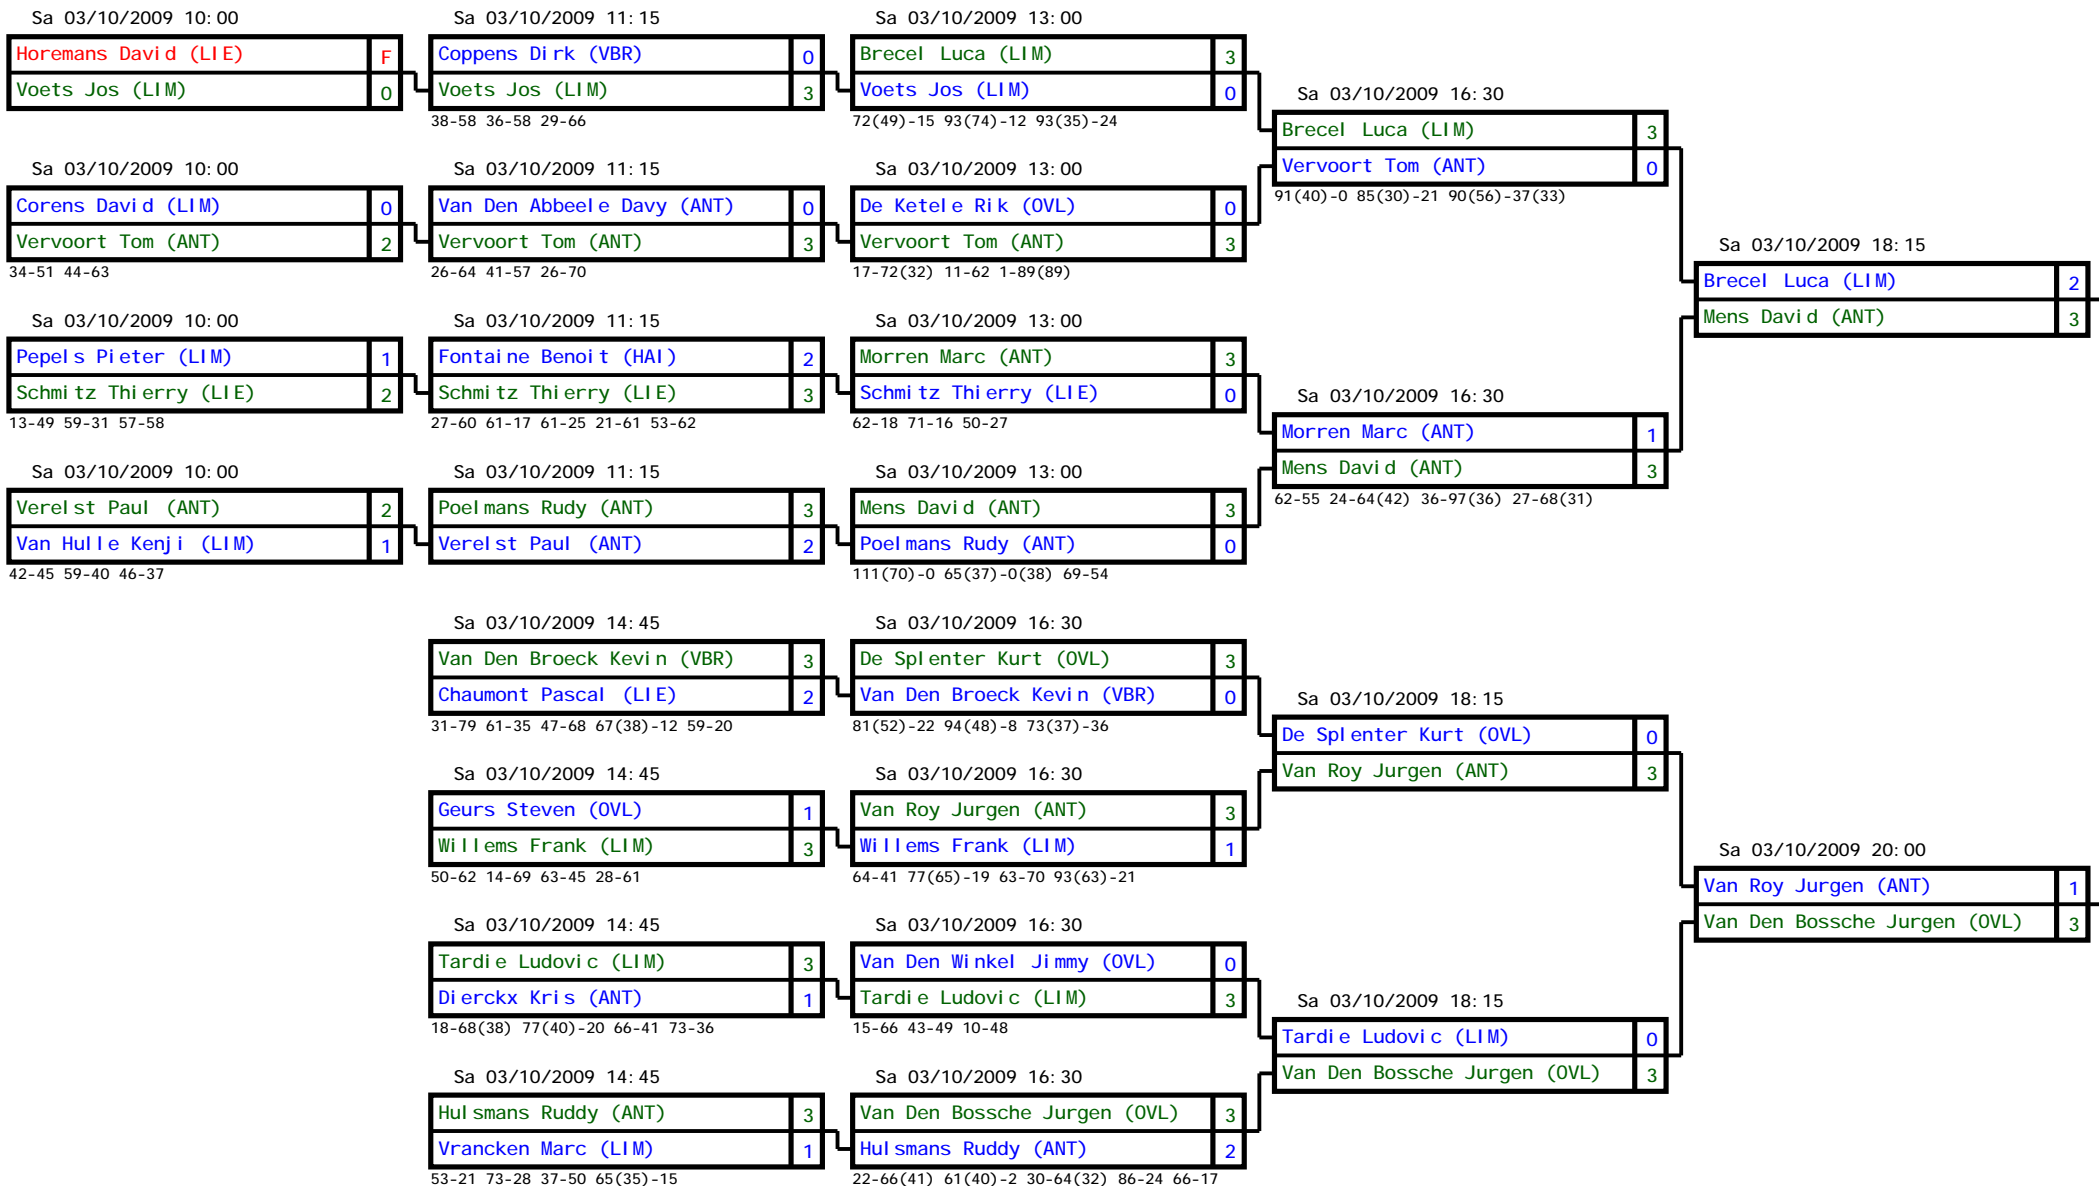 Sa 03/10/2009 10:00
Horemans David (LIE) F
Voets Jos (LIM) 0
Sa 03/10/2009 10:00
Corens David (LIM) 0
Vervoort Tom (ANT) 2
34-51 44-63
Sa 03/10/2009 10:00
Pepels Pieter (LIM) 1
Schmitz Thierry (LIE) 2
13-49 59-31 57-58
Sa 03/10/2009 10:00
Verelst Paul (ANT) 2
Van Hulle Kenji (LIM) 1
42-45 59-40 46-37
Sa 03/10/2009 11:15
Coppens Dirk (VBR) 0
Voets Jos (LIM) 3
38-58 36-58 29-66
Sa 03/10/2009 11:15
Van Den Abbeele Davy (ANT) 0
Vervoort Tom (ANT) 3
26-64 41-57 26-70
Sa 03/10/2009 11:15
Fontaine Benoit (HAI) 2
Schmitz Thierry (LIE) 3
27-60 61-17 61-25 21-61 53-62
Sa 03/10/2009 11:15
Poelmans Rudy (ANT) 3
Verelst Paul (ANT) 2
Sa 03/10/2009 14:45
Van Den Broeck Kevin (VBR) 3
Chaumont Pascal (LIE) 2
31-79 61-35 47-68 67(38)-12 59-20
Sa 03/10/2009 14:45
Geurs Steven (OVL) 1
Willems Frank (LIM) 3
50-62 14-69 63-45 28-61
Sa 03/10/2009 14:45
Tardie Ludovic (LIM) 3
Dierckx Kris (ANT) 1
18-68(38) 77(40)-20 66-41 73-36
Sa 03/10/2009 14:45
Hulsmans Ruddy (ANT) 3
Vrancken Marc (LIM) 1
53-21 73-28 37-50 65(35)-15
Sa 03/10/2009 13:00
Brecel Luca (LIM) 3
Voets Jos (LIM) 0
72(49)-15 93(74)-12 93(35)-24
Sa 03/10/2009 13:00
De Ketele Rik (OVL) 0
Vervoort Tom (ANT) 3
17-72(32) 11-62 1-89(89)
Sa 03/10/2009 13:00
Morren Marc (ANT) 3
Schmitz Thierry (LIE) 0
62-18 71-16 50-27
Sa 03/10/2009 13:00
Mens David (ANT) 3
Poelmans Rudy (ANT) 0
111(70)-0 65(37)-0(38) 69-54
Sa 03/10/2009 16:30
De Splenter Kurt (OVL) 3
Van Den Broeck Kevin (VBR) 0
81(52)-22 94(48)-8 73(37)-36
Sa 03/10/2009 16:30
Van Roy Jurgen (ANT) 3
Willems Frank (LIM) 1
64-41 77(65)-19 63-70 93(63)-21
Sa 03/10/2009 16:30
Van Den Winkel Jimmy (OVL) 0
Tardie Ludovic (LIM) 3
15-66 43-49 10-48
Sa 03/10/2009 16:30
Van Den Bossche Jurgen (OVL) 3
Hulsmans Ruddy (ANT) 2
22-66(41) 61(40)-2 30-64(32) 86-24 66-17
Sa 03/10/2009 16:30
Brecel Luca (LIM) 3
Vervoort Tom (ANT) 0
91(40)-0 85(30)-21 90(56)-37(33)
Sa 03/10/2009 16:30
Morren Marc (ANT) 1
Mens David (ANT) 3
62-55 24-64(42) 36-97(36) 27-68(31)
Sa 03/10/2009 18:15
De Splenter Kurt (OVL) 0
Van Roy Jurgen (ANT) 3
Sa 03/10/2009 18:15
Tardie Ludovic (LIM) 0
Van Den Bossche Jurgen (OVL) 3
Sa 03/10/2009 18:15
Brecel Luca (LIM) 2
Mens David (ANT) 3
Sa 03/10/2009 20:00
Van Roy Jurgen (ANT) 1
Van Den Bossche Jurgen (OVL) 3